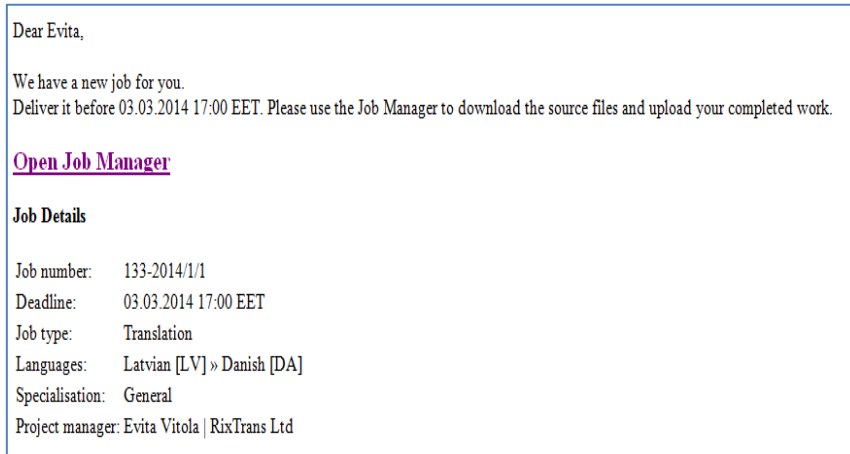 Dear Evita,
We have a new job for you.
Deliver it before 03.03.2014 17:00 EET. Please use the Job Manager to download the source files and upload your completed work.
Open Job Manager
Job Details
Job number: 133-2014/1/1
Deadline: 03.03.2014 17:00 EET
Job type: Translation
Languages: Latvian [LV] » Danish [DA]
Specialisation: General
Project manager: Evita Vitola | RixTrans Ltd